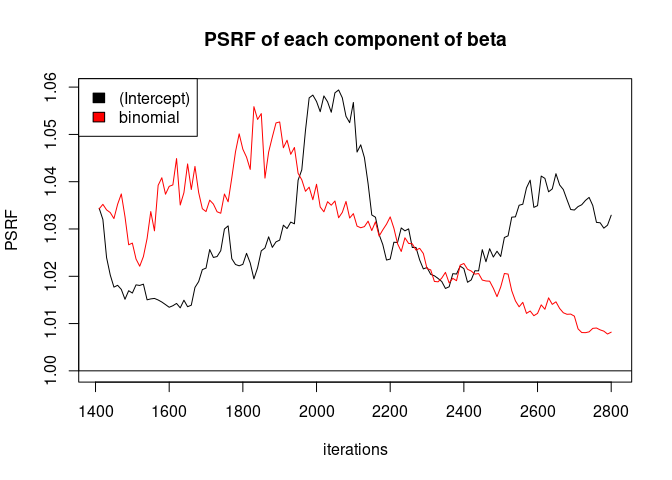 PSRF of each component of beta
(Intercept)
binomial
PSRF
1.06
1.05
1.04
1.03
1.02
1.01
1.00
1400 1600 1800 2000 2200 2400 2600 2800
iterations